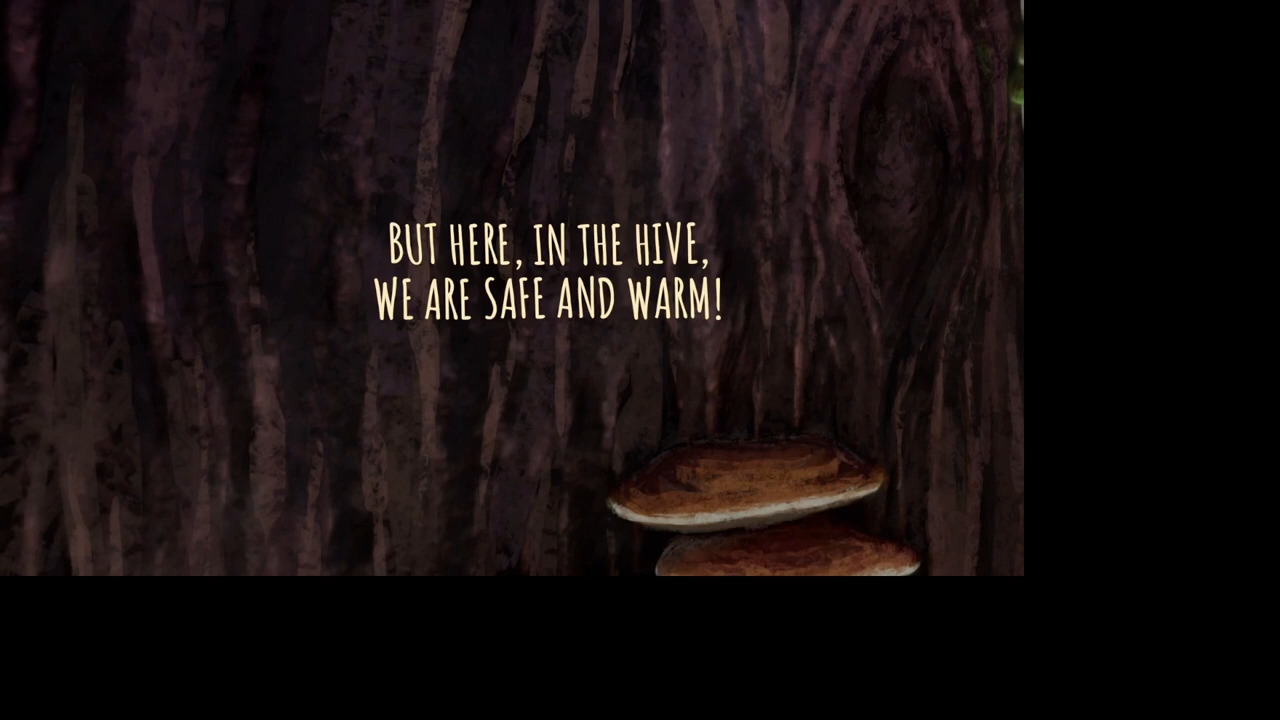 BUT HERE, IN THE HIVE,
WE ARE SAFE AND WARM!